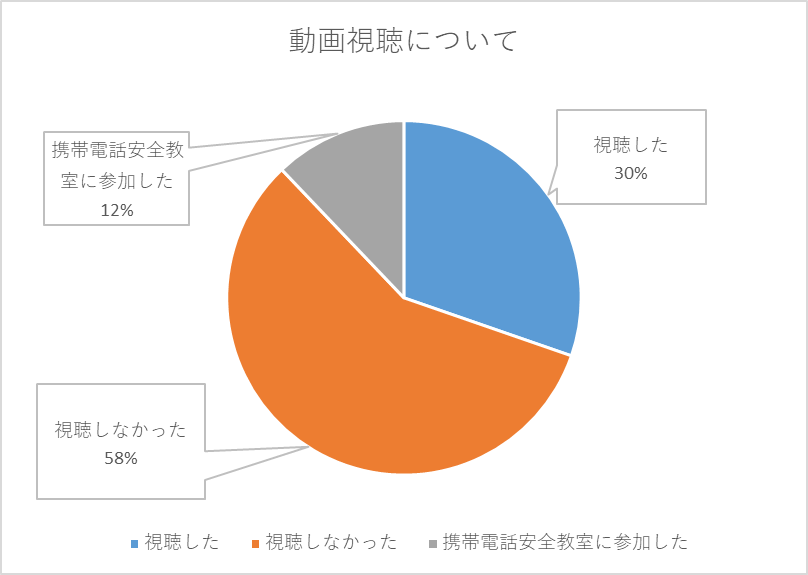 動画視聴について
携帯電話安全教
室に参加した
12%
視聴した
30%
視聴しなかった
58%
視聴した 視聴しなかった 携帯電話安全教室に参加した